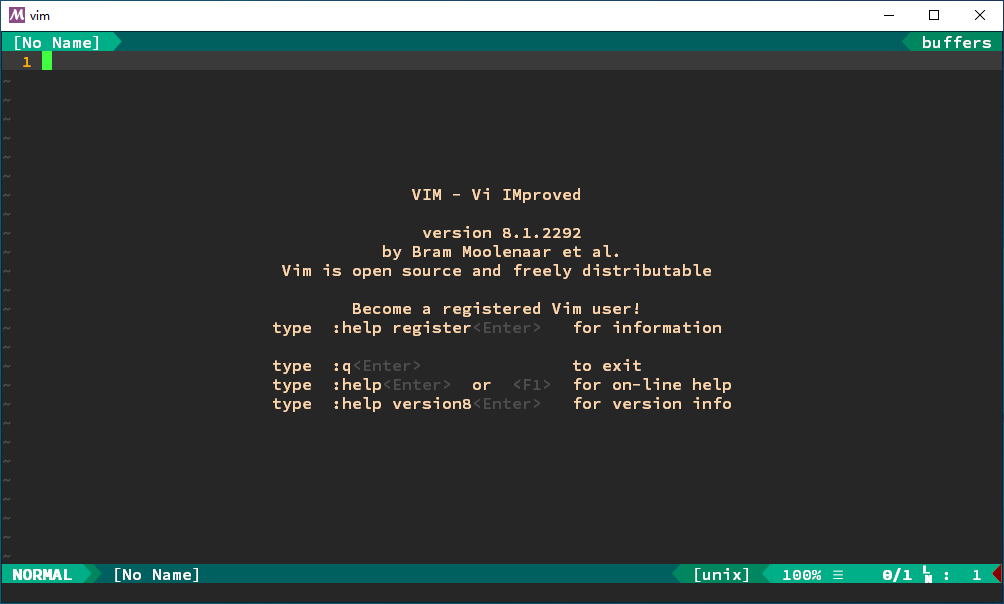 vim
[No Name] buffers
1
~
~
~
~
~
~
VIM - Vi IMproved
~
~
version 8.1.2292
~
by Bram Moolenaar et al.
~
Vim is open source and freely distributable
~
~
Become a registered Vim user!
~
type :help register<Enter> for information
~
~
type :q<Enter> to exit
~
type :help<Enter> or <F1> for on-line help
~
type :help version8<Enter> for version info
~
~
~
~
~
~
~
~
~
NORMAL [No Name] [unix] 100% ☰ 0/1 LN : 1